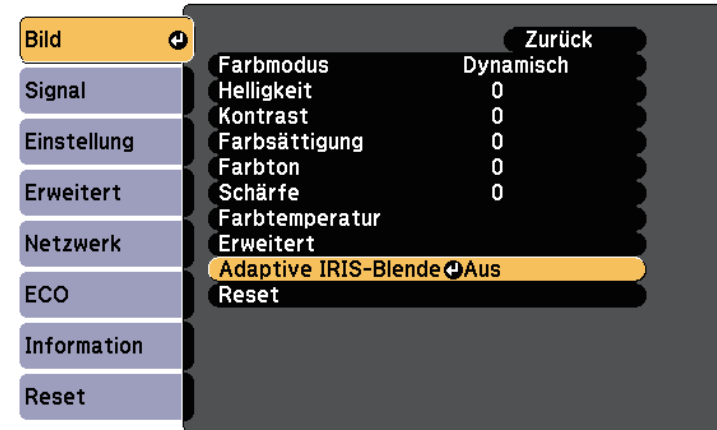 Bild
Signal
Einstellung
Erweitert
Netzwerk
ECO
Information
Reset
Zurück
Farbmodus Dynamisch
Helligkeit 0
Kontrast 0
Farbsättigung 0
Farbton 0
Schärfe 0
Farbtemperatur
Erweitert
Adaptive IRIS-Blende Aus
Reset